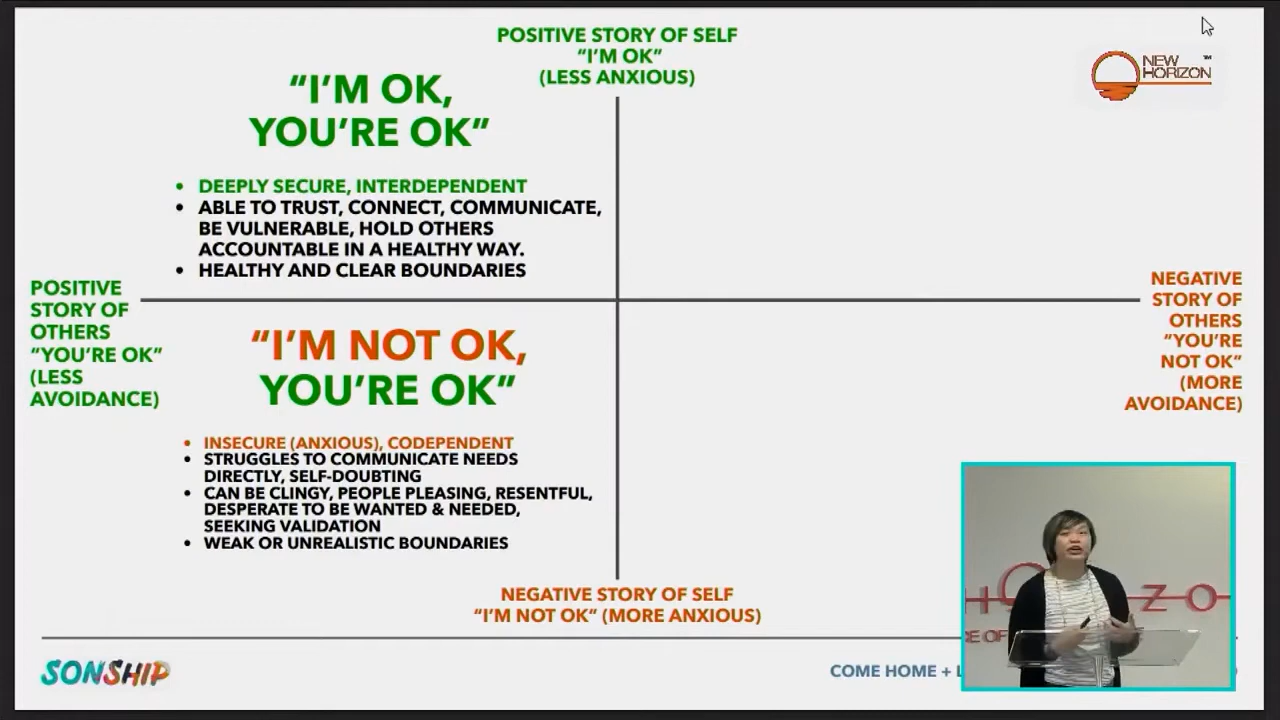 POSITIVE STORY OF SELF
“I’M OK”
(LESS ANXIOUS)
NEW
HORIZON™
“I’M OK,
YOU’RE OK”
• DEEPLY SECURE, INTERDEPENDENT
• ABLE TO TRUST, CONNECT, COMMUNICATE,
BE VULNERABLE, HOLD OTHERS
ACCOUNTABLE IN A HEALTHY WAY.
• HEALTHY AND CLEAR BOUNDARIES
POSITIVE
STORY OF
OTHERS
“YOU’RE OK”
(LESS
AVOIDANCE)
NEGATIVE
STORY OF
OTHERS
“YOU’RE
NOT OK”
(MORE
AVOIDANCE)
“I’M NOT OK,
YOU’RE OK”
• INSECURE (ANXIOUS), CODEPENDENT
• STRUGGLES TO COMMUNICATE NEEDS
DIRECTLY, SELF-DOUBTING
• CAN BE CLINGY, PEOPLE PLEASING, RESENTFUL,
DESPERATE TO BE WANTED & NEEDED,
SEEKING VALIDATION
• WEAK OR UNREALISTIC BOUNDARIES
NEGATIVE STORY OF SELF
“I’M NOT OK” (MORE ANXIOUS)
SONSHIP
COME HOME +
H ZO
OF